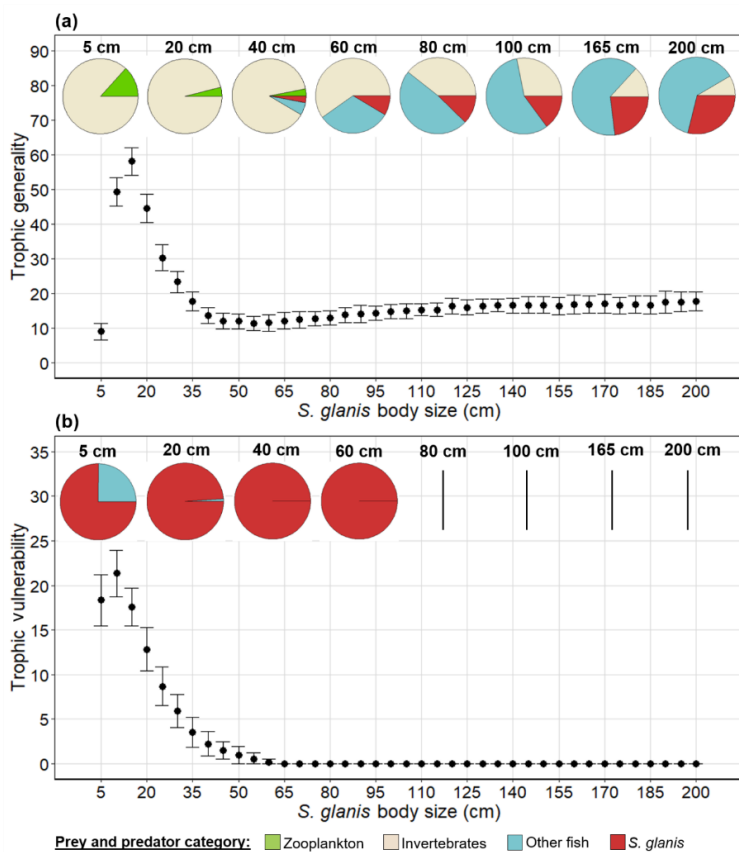 (a)
5 cm 20 cm 40 cm 60 cm 80 cm 100 cm 165 cm 200 cm
90
80
70
60
50
40
30
20
10
0
Trophic generality
5 20 35 50 65 80 95 110 125 140 155 170 185 200
S. glanis body size (cm)
(b)
5 cm 20 cm 40 cm 60 cm 80 cm 100 cm 165 cm 200 cm
35
30
25
20
15
10
5
0
Trophic vulnerability
5 20 35 50 65 80 95 110 125 140 155 170 185 200
S. glanis body size (cm)
Prey and predator category: Zooplankton Invertebrates Other fish S. glanis